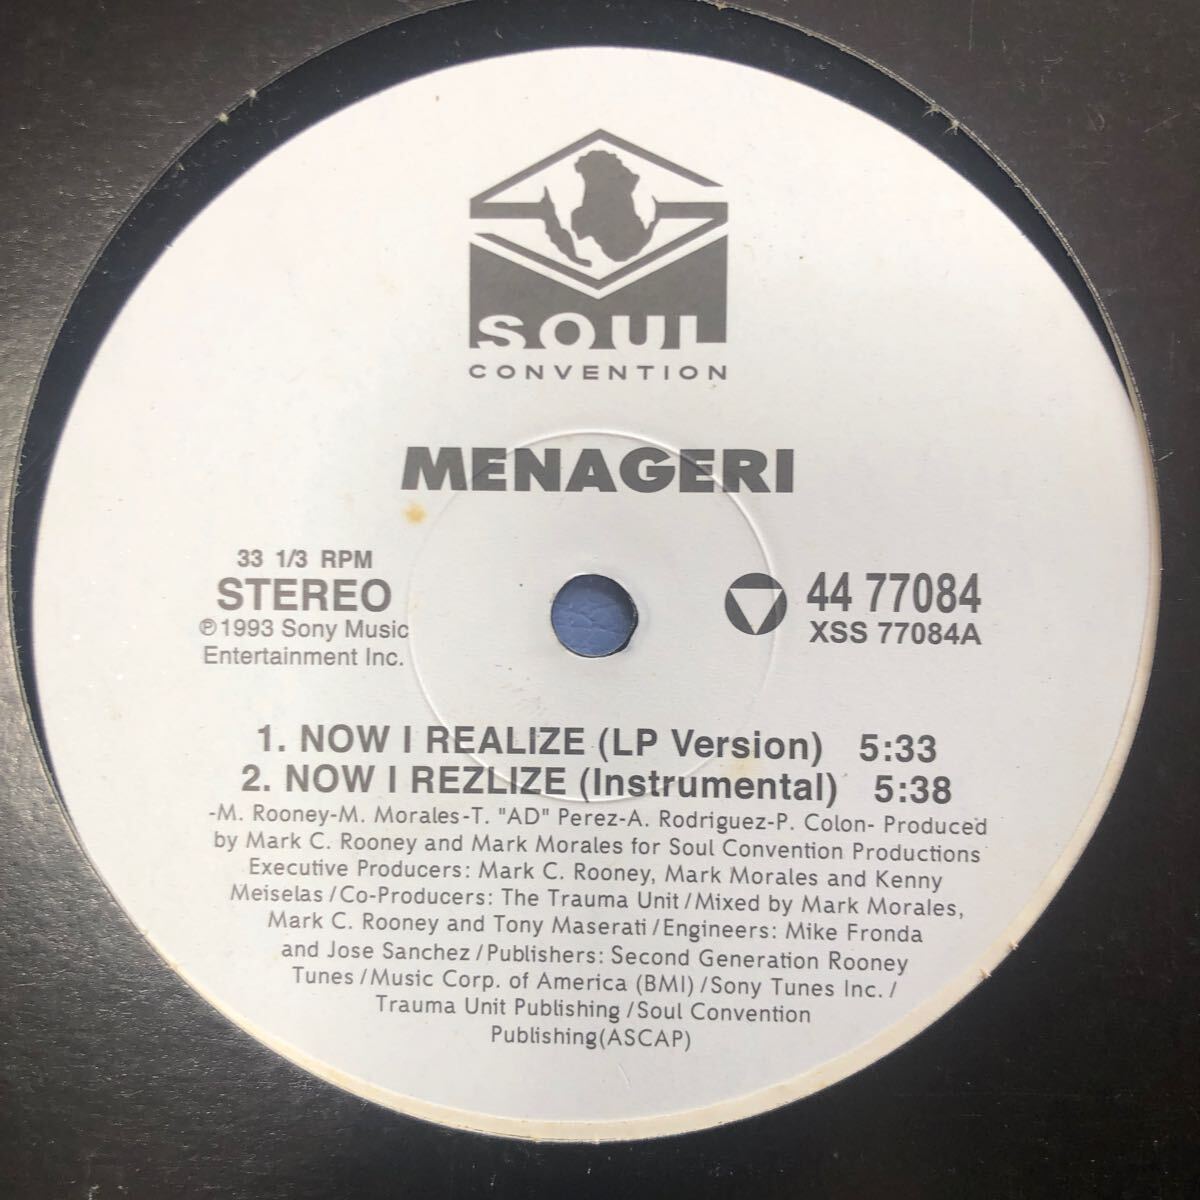 SOUL
CONVENTION
MENAGERI
33 1/3 RPM
STEREO
℗1993 Sony Music
Entertainment Inc.
44 77084
XSS 77084A
1. NOW I REALIZE (LP Version) 5:33
2. NOW I REZLIZE (Instrumental) 5:38
-M. Rooney-M. Morales-T. "AD" Perez-A. Rodriguez-P. Colon- Produced
by Mark C. Rooney and Mark Morales for Soul Convention Productions
Executive Producers: Mark C. Rooney, Mark Morales and Kenny
Meiselas/Co-Producers: The Trauma Unit/Mixed by Mark Morales,
Mark C. Rooney and Tony Maserati/Engineers: Mike Fronda
and Jose Sanchez/Publishers: Second Generation Rooney
Tunes/Music Corp. of America (BMI)/Sony Tunes Inc./
Trauma Unit Publishing/Soul Convention
Publishing(ASCAP)